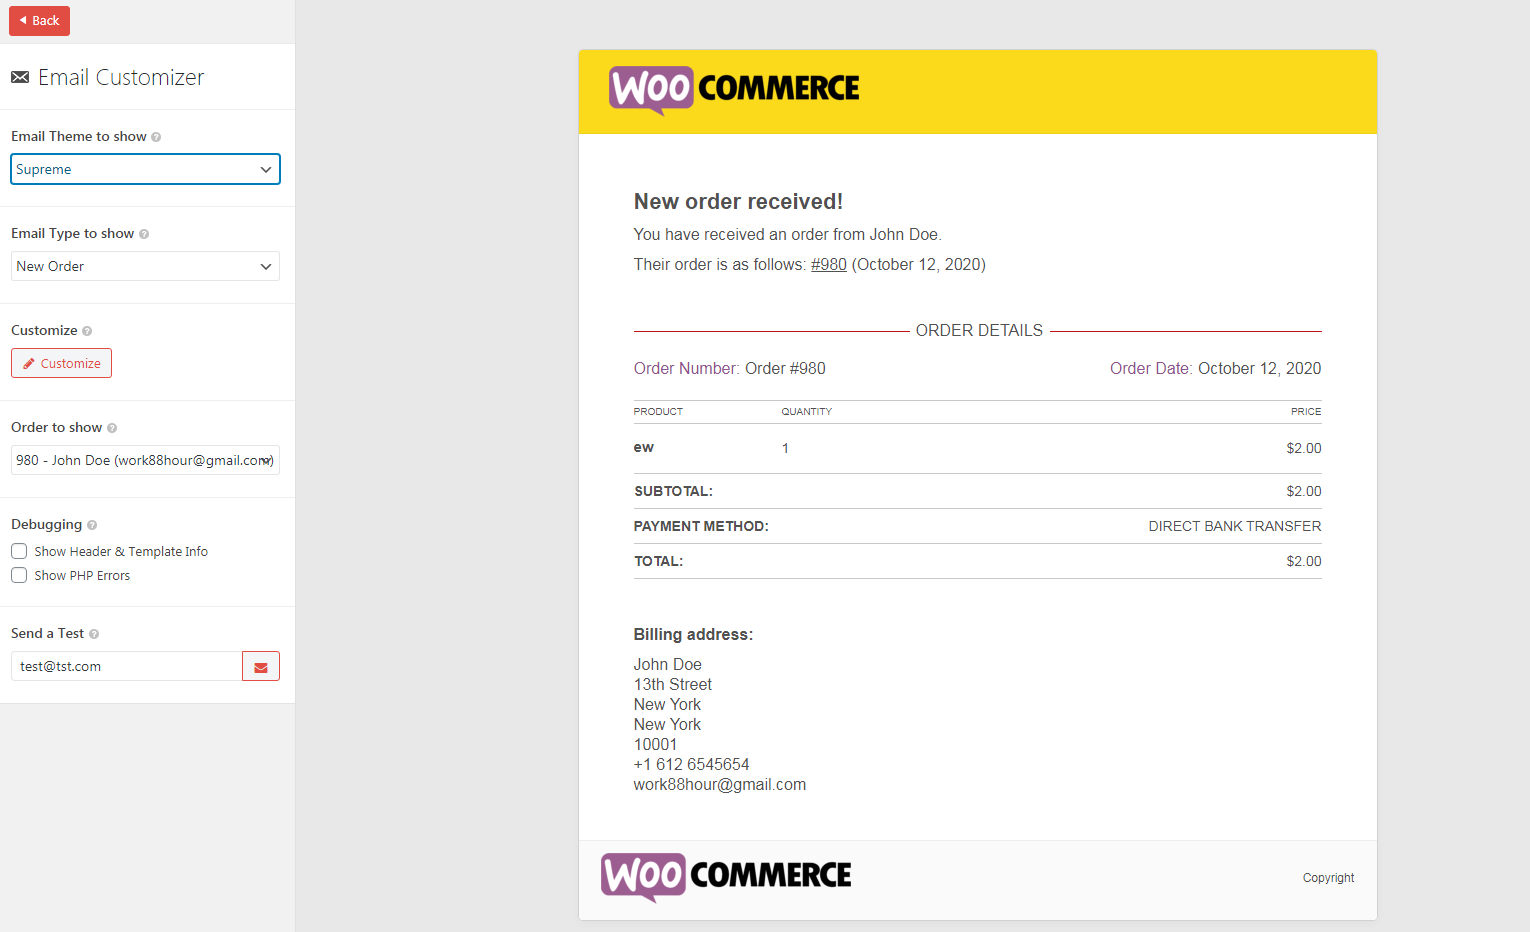 Back
Email Customizer
Email Theme to show
Supreme
Email Type to show
New Order
Customize
Customize
Order to show
980 - John Doe (work88hour@gmail.com)
Debugging
Show Header & Template Info
Show PHP Errors
Send a Test
test@tst.com
WOO COMMERCE
New order received!
You have received an order from John Doe.
Their order is as follows: #980 (October 12, 2020)
ORDER DETAILS
Order Number: Order #980 Order Date: October 12, 2020
PRODUCT QUANTITY PRICE
ew 1 $2.00
SUBTOTAL: $2.00
PAYMENT METHOD: DIRECT BANK TRANSFER
TOTAL: $2.00
Billing address:
John Doe
13th Street
New York
New York
10001
+1 612 6545654
work88hour@gmail.com
WOO COMMERCE
Copyright